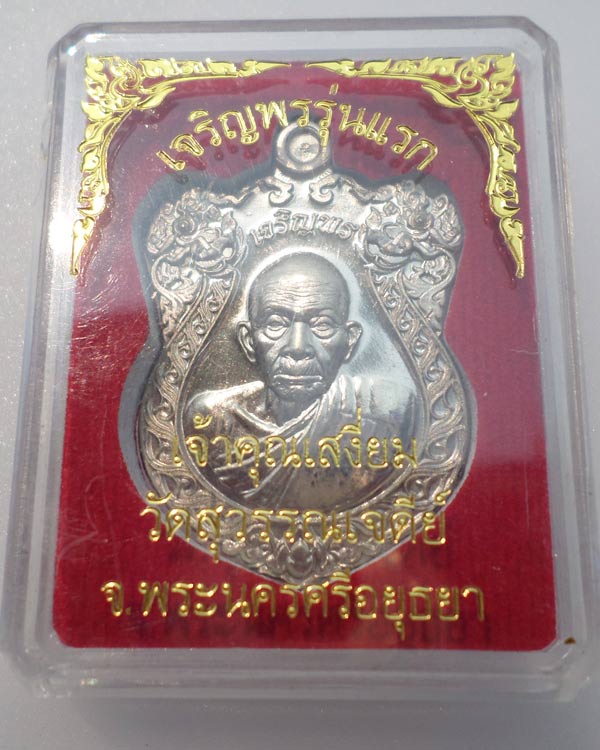 เจริญพรรุ่นแรก
เจริญพร
เจ้าคุณเสงี่ยม
วัดสุวรรณเจดีย์
จ.พระนครศรีอยุธยา